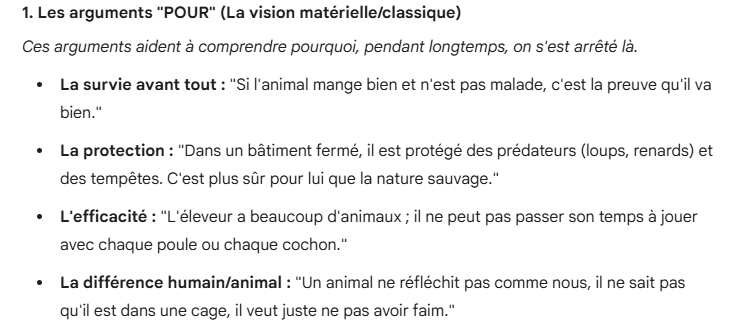 1. Les arguments "POUR" (La vision matérielle/classique)
Ces arguments aident à comprendre pourquoi, pendant longtemps, on s'est arrêté là.
• La survie avant tout : "Si l'animal mange bien et n'est pas malade, c'est la preuve qu'il va
bien."
• La protection : "Dans un bâtiment fermé, il est protégé des prédateurs (loups, renards) et
des tempêtes. C'est plus sûr pour lui que la nature sauvage."
• L'efficacité : "L'éleveur a beaucoup d'animaux ; il ne peut pas passer son temps à jouer
avec chaque poule ou chaque cochon."
• La différence humain/animal : "Un animal ne réfléchit pas comme nous, il ne sait pas
qu'il est dans une cage, il veut juste ne pas avoir faim."